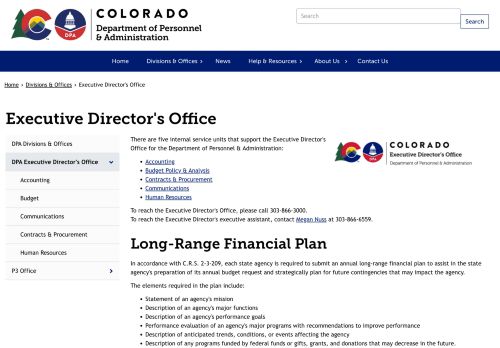 COLORADO
Department of Personnel
& Administration
DPA
Search
Search
Home
Divisions & Offices
News
Help & Resources
About Us
Contact Us
Home › Divisions & Offices › Executive Director's Office
Executive Director's Office
DPA Divisions & Offices
DPA Executive Director's Office
Accounting
Budget
Communications
Contracts & Procurement
Human Resources
P3 Office
There are five internal service units that support the Executive Director's
Office for the Department of Personnel & Administration:
• Accounting
• Budget Policy & Analysis
• Contracts & Procurement
• Communications
• Human Resources
DPA
COLORADO
Executive Director's Office
Department of Personnel & Administration
To reach the Executive Director's Office, please call 303-866-3000.
To reach the Executive Director's executive assistant, contact Megan Nuss at 303-866-6559.
Long-Range Financial Plan
In accordance with C.R.S. 2-3-209, each state agency is required to submit an annual long-range financial plan to assist in the
state agency's preparation of its annual budget request and strategically plan for future contingencies that may impact the agency.
The elements required in the plan include:
• Statement of an agency's mission
• Description of an agency's major functions
• Description of an agency's performance goals
• Performance evaluation of an agency's major programs with recommendations to improve performance
• Description of anticipated trends, conditions, or events affecting the agency
• Description of any programs funded by federal funds or gifts, grants, and donations that may decrease in the future.